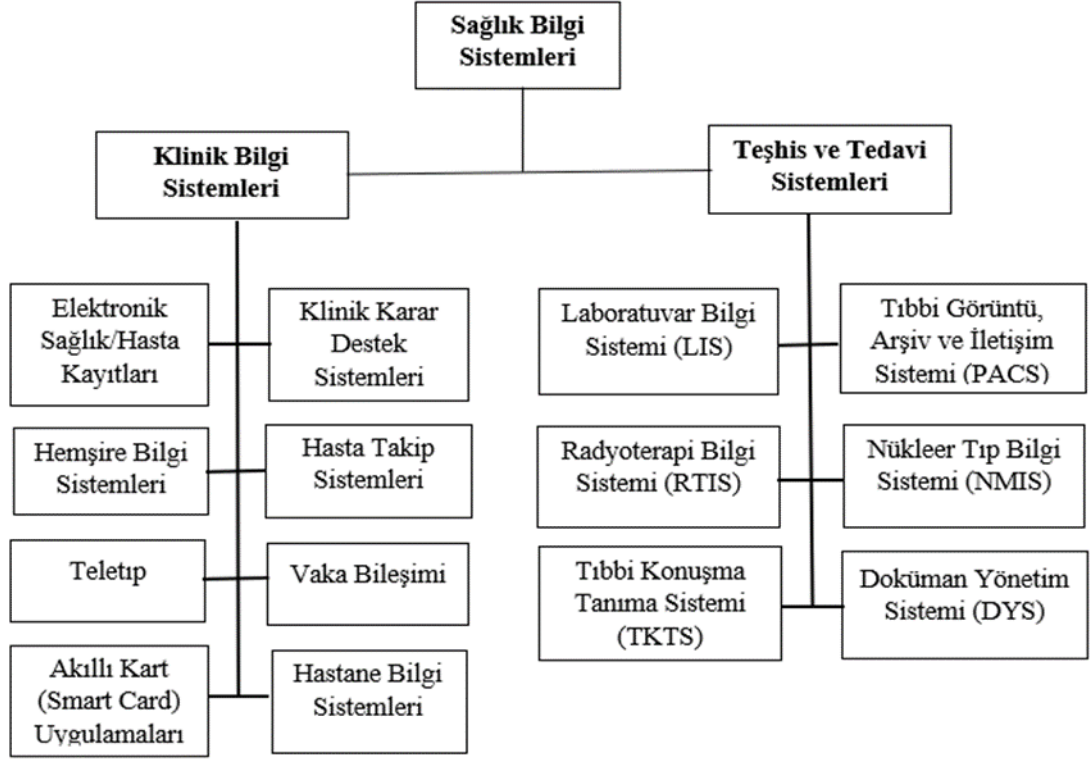 Sağlık Bilgi
Sistemleri
Klinik Bilgi
Sistemleri
Teşhis ve Tedavi
Sistemleri
Elektronik
Sağlık/Hasta
Kayıtları
Klinik Karar
Destek
Sistemleri
Laboratuvar Bilgi
Sistemi (LIS)
Tıbbi Görüntü,
Arşiv ve İletişim
Sistemi (PACS)
Hemşire Bilgi
Sistemleri
Hasta Takip
Sistemleri
Radyoterapi Bilgi
Sistemi (RTIS)
Nükleer Tıp Bilgi
Sistemi (NMIS)
Teletıp
Vaka Bileşimi
Tıbbi Konuşma
Tanıma Sistemi
(TKTS)
Doküman Yönetim
Sistemi (DYS)
Akıllı Kart
(Smart Card)
Uygulamaları
Hastane Bilgi
Sistemleri